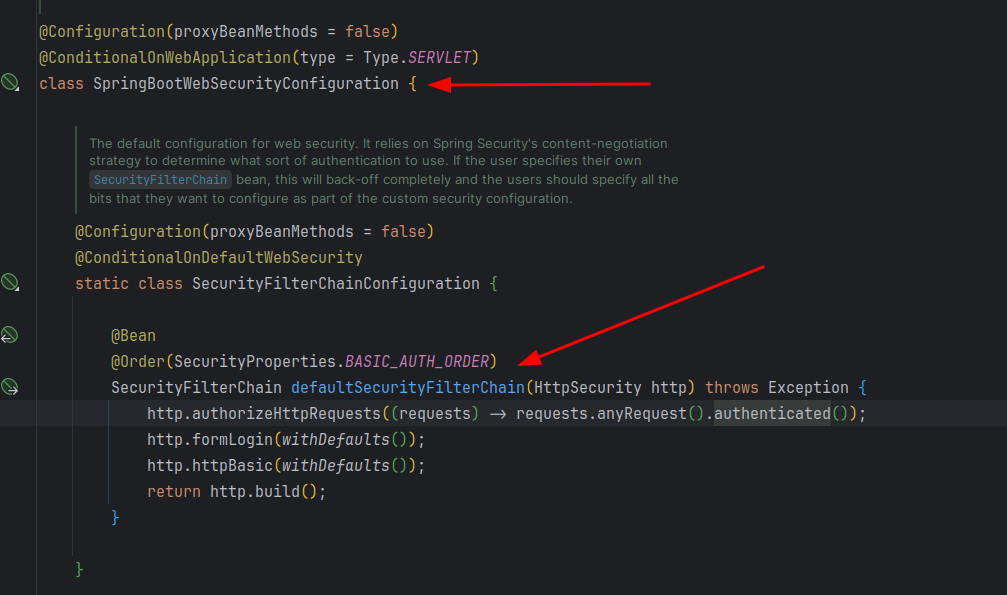 @Configuration(proxyBeanMethods = false)
@ConditionalOnWebApplication(type = Type.SERVLET)
class SpringBootWebSecurityConfiguration {
The default configuration for web security. It relies on Spring Security's content-negotiation
strategy to determine what sort of authentication to use. If the user specifies their own
SecurityFilterChain bean, this will back-off completely and the users should specify all the
bits that they want to configure as part of the custom security configuration.
@Configuration(proxyBeanMethods = false)
@ConditionalOnDefaultWebSecurity
static class SecurityFilterChainConfiguration {
@Bean
@Order(SecurityProperties.BASIC_AUTH_ORDER)
SecurityFilterChain defaultSecurityFilterChain(HttpSecurity http) throws Exception {
http.authorizeHttpRequests((requests) → requests.anyRequest().authenticated());
http.formLogin(withDefaults());
http.httpBasic(withDefaults());
return http.build();
}
}